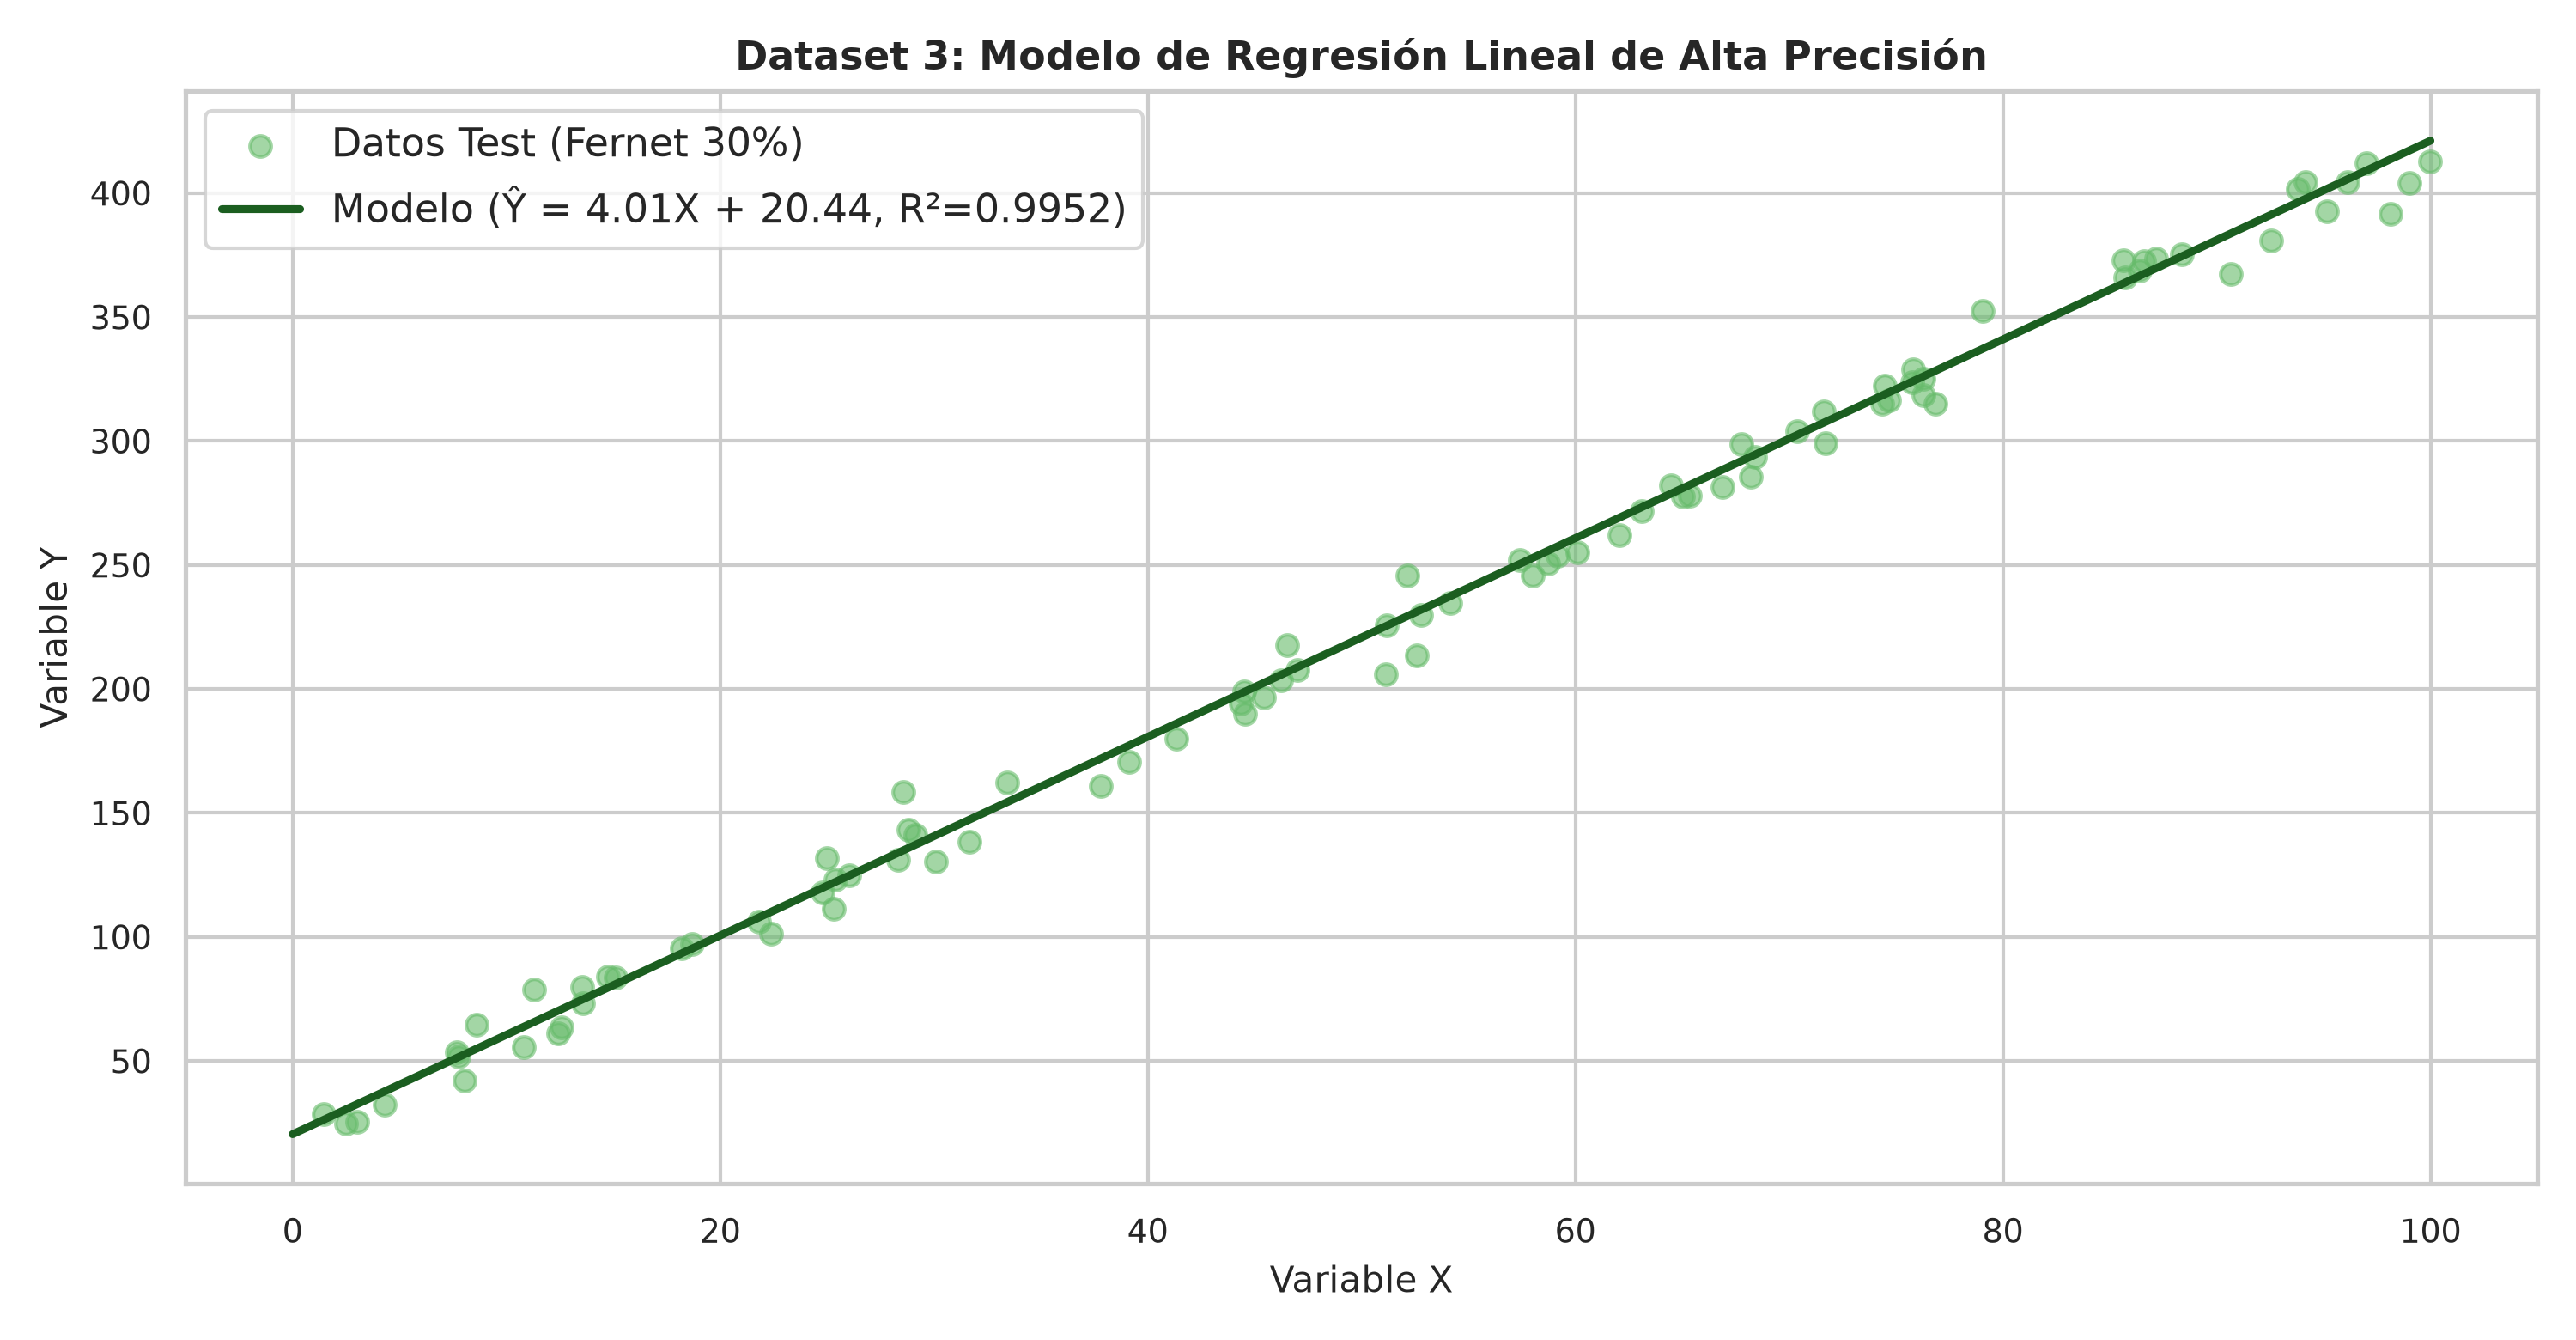 Dataset 3: Modelo de Regresión Lineal de Alta Precisión
Datos Test (Fernet 30%)
Modelo (Ŷ = 4.01X + 20.44, R²=0.9952)
Variable Y
400
350
300
250
200
150
100
50
0 20 40 60 80 100
Variable X